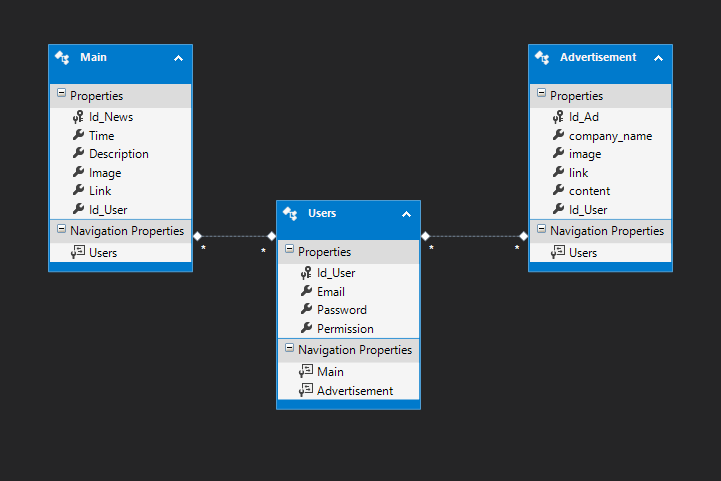 Main
Properties
Id_News
Time
Description
Image
Link
Id_User
Navigation Properties
Users
*
*
Users
Properties
Id_User
Email
Password
Permission
Navigation Properties
Main
Advertisement
*
*
Advertisement
Properties
Id_Ad
company_name
image
link
content
Id_User
Navigation Properties
Users